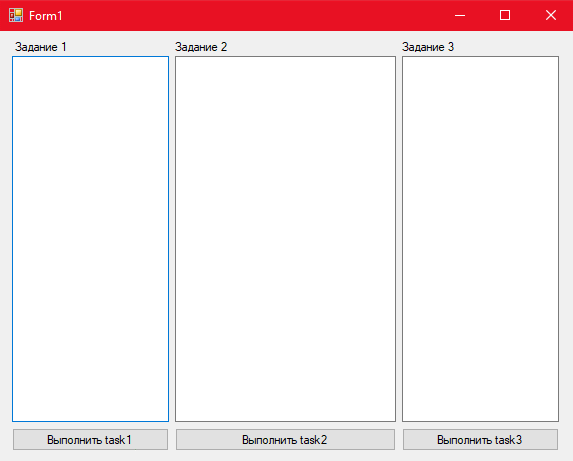 Form1
Задание 1
Задание 2
Задание 3
Выполнить task1
Выполнить task2
Выполнить task3